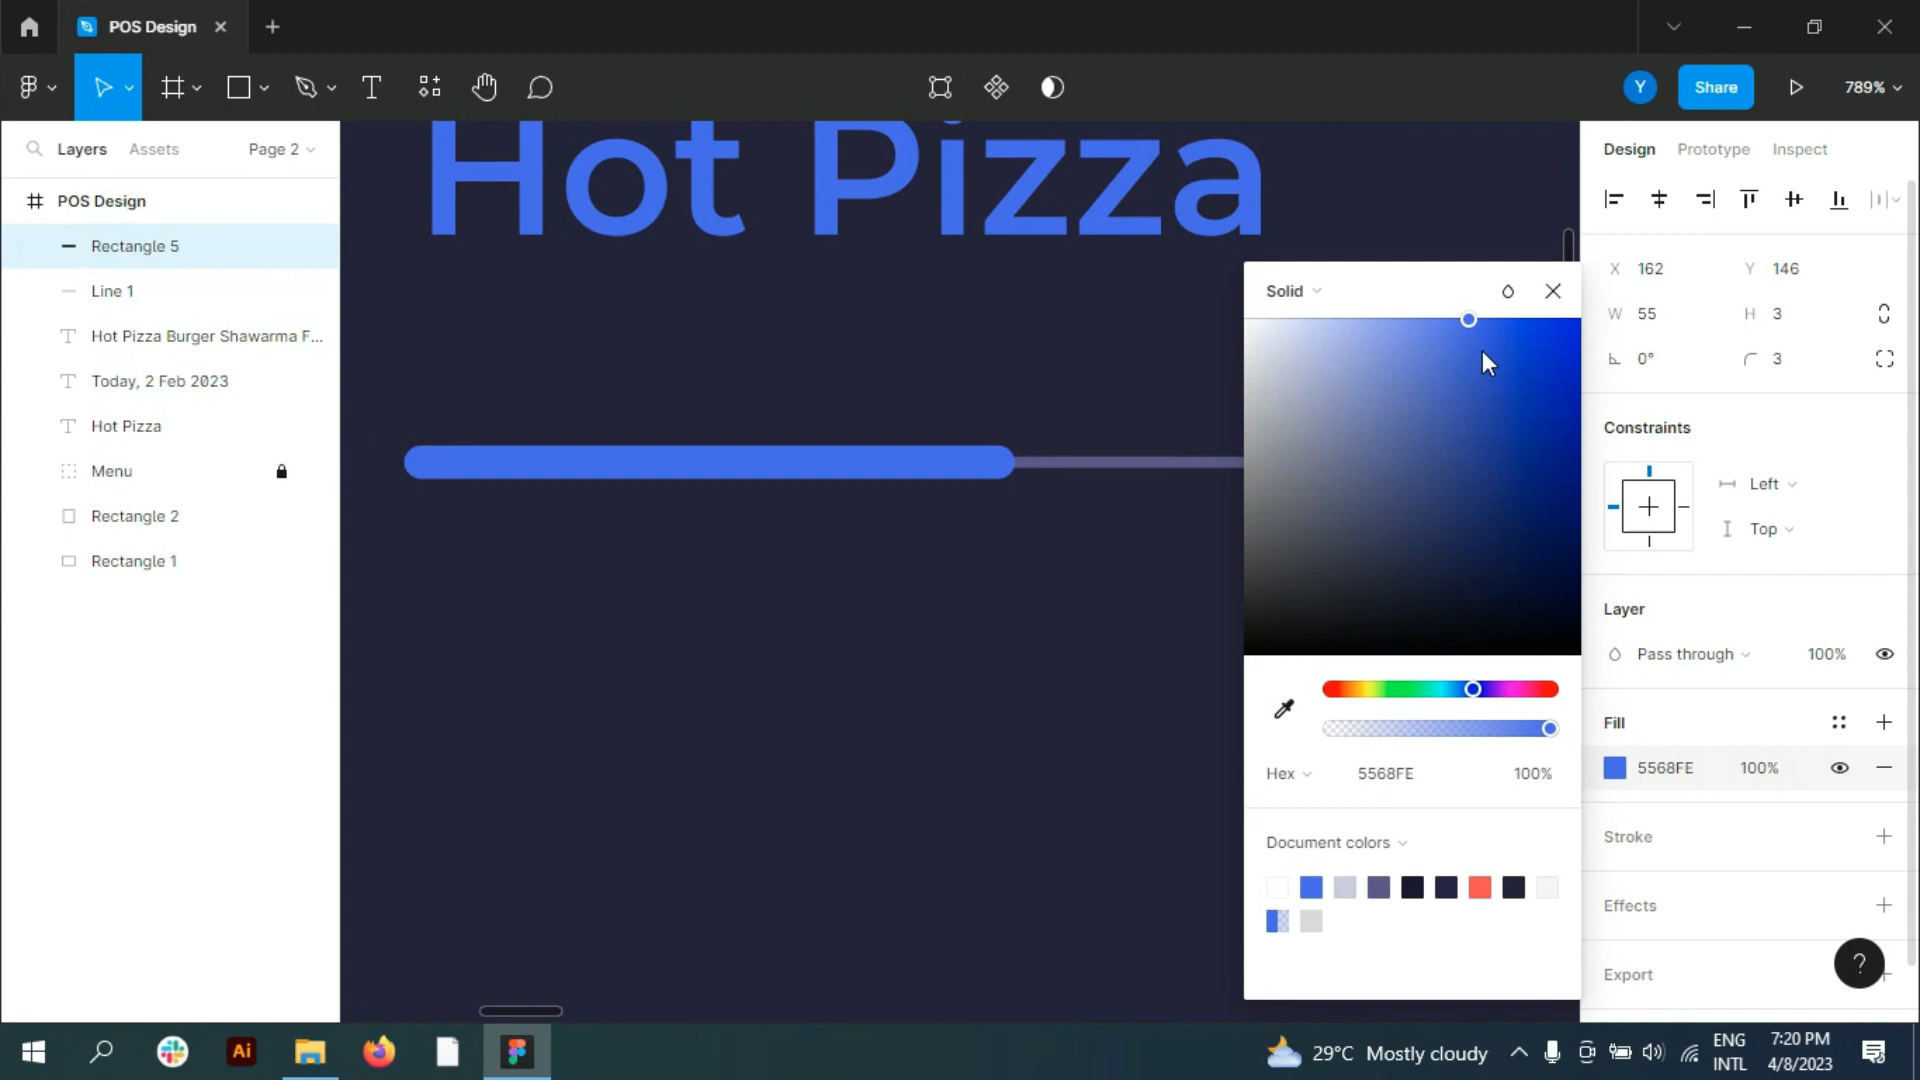 POS Design
Y
Share
789%
Layers
Assets
Page 2
POS Design
Rectangle 5
Line 1
Hot Pizza Burger Shawarma F...
Today, 2 Feb 2023
Hot Pizza
Menu
Rectangle 2
Rectangle 1
Hot Pizza
Solid
Hex
5568FE
100%
Document colors
Design
Prototype
Inspect
X 162
Y 146
W 55
H 3
0°
3
Constraints
Left
Top
Layer
Pass through
100%
Fill
5568FE
100%
Stroke
Effects
Export
?
Ai
29°C Mostly cloudy
ENG
INTL
7:20 PM
4/8/2023